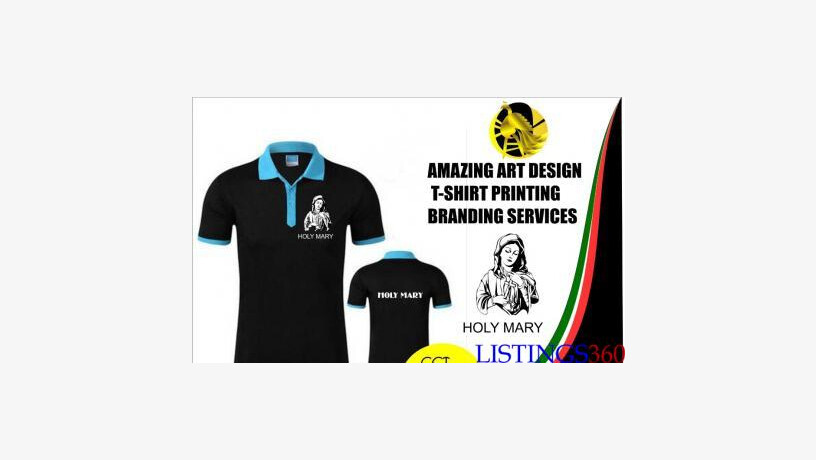 AMAZING ART DESIGN
T-SHIRT PRINTING
BRANDING SERVICES
HOLY MARY
HOLY MARY
HOLY MARY
LISTINGS360